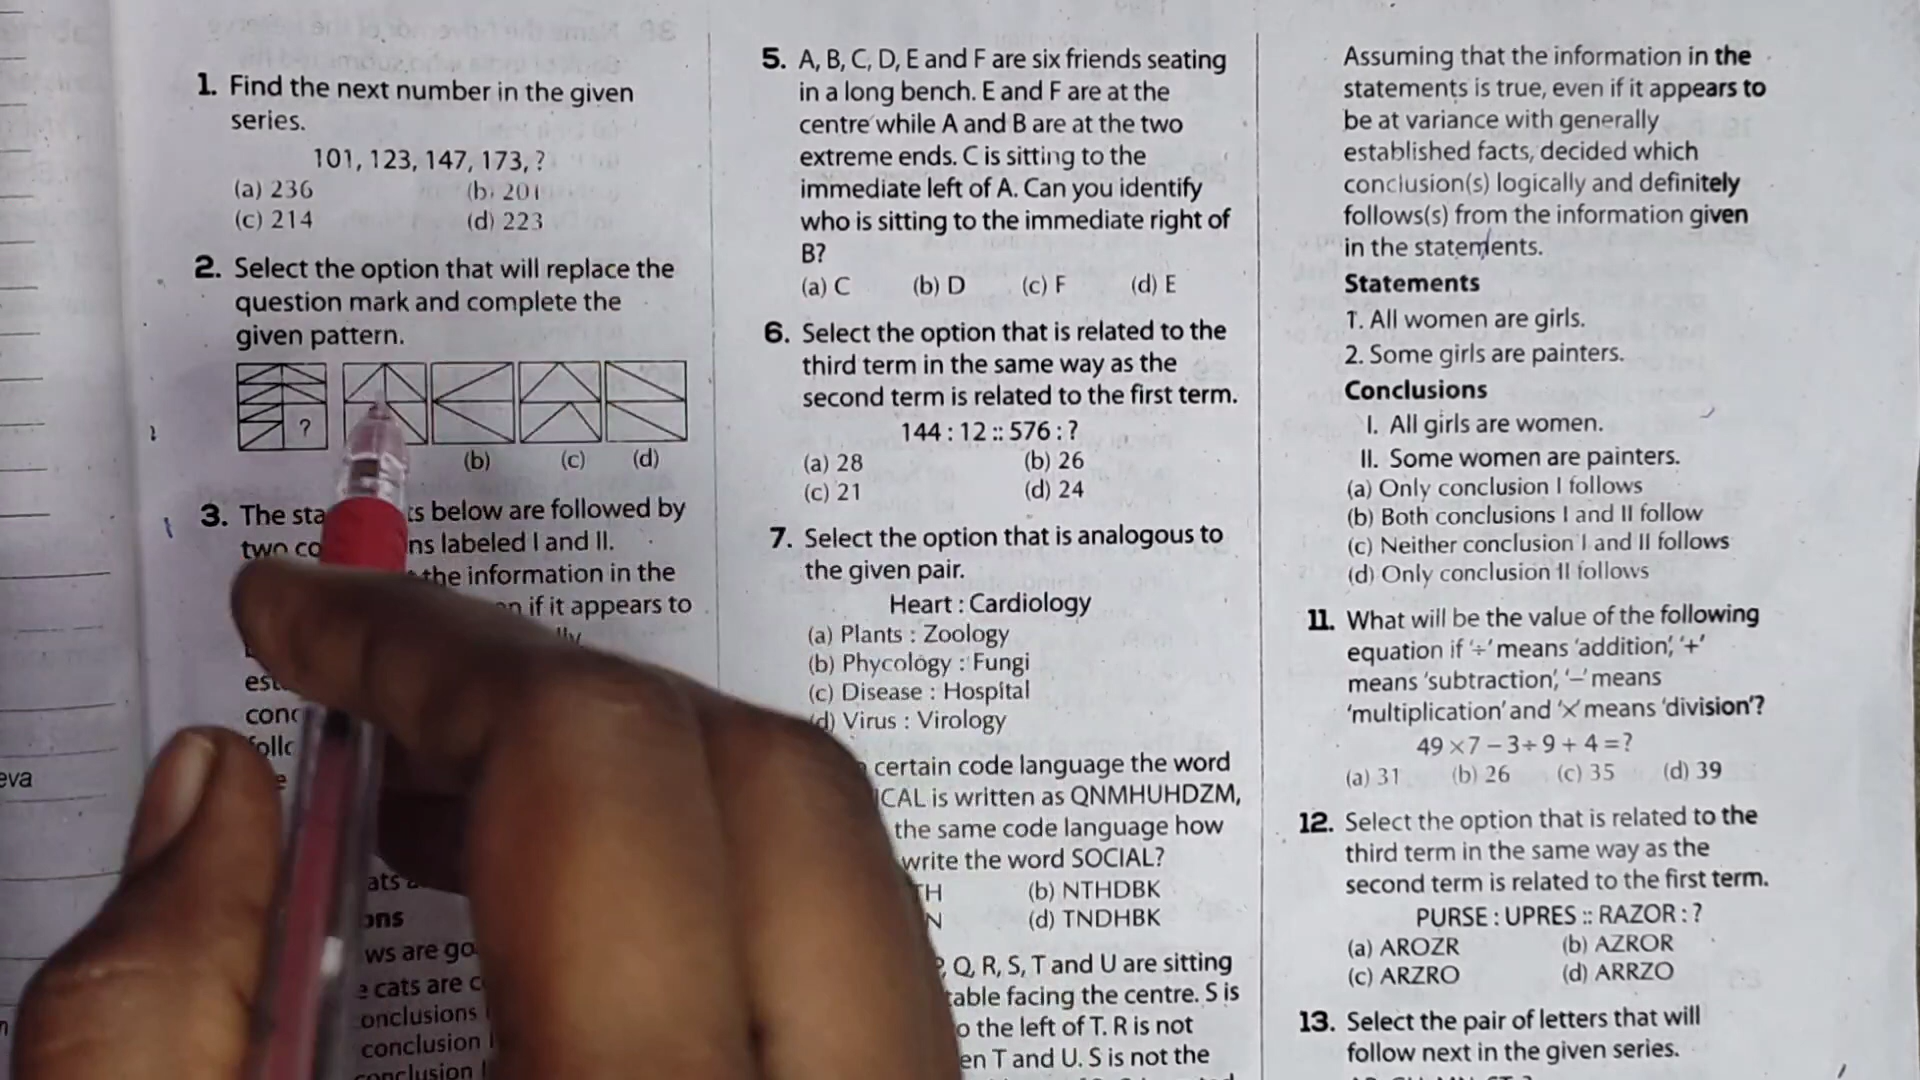 eva
1. Find the next number in the given
series.
101, 123, 147, 173, ?
(a) 236 (b) 201
(c) 214 (d) 223
2. Select the option that will replace the
question mark and complete the
given pattern.
?
(b) (c) (d)
3. The below are followed by
two labeled I and II.
the information in the
if it appears to
ws are
cats are
conclusion
5. A, B, C, D, E and F are six friends seating
in a long bench. E and F are at the
centre while A and B are at the two
extreme ends. C is sitting to the
immediate left of A. Can you identify
who is sitting to the immediate right of
B?
(a) C (b) D (c) F (d) E
6. Select the option that is related to the
third term in the same way as the
second term is related to the first term.
144 : 12 :: 576 : ?
(a) 28 (b) 26
(c) 21 (d) 24
7. Select the option that is analogous to
the given pair.
Heart : Cardiology
(a) Plants : Zoology
(b) Phycology : Fungi
(c) Disease : Hospital
(d) Virus : Virology
certain code language the word
ICAL is written as QNMHUHDZM,
the same code language how
write the word SOCIAL?
TH (b) NTHDBK
N (d) TNDHBK
Q, R, S, T and U are sitting
table facing the centre. S is
o the left of T. R is not
en T and U. S is not the
Assuming that the information in the
statements is true, even if it appears to
be at variance with generally
established facts, decided which
conclusion(s) logically and definitely
follows(s) from the information given
in the statements.
Statements
1. All women are girls.
2. Some girls are painters.
Conclusions
I. All girls are women.
II. Some women are painters.
(a) Only conclusion I follows
(b) Both conclusions I and II follow
(c) Neither conclusion I and II follows
(d) Only conclusion II follows
11. What will be the value of the following
equation if '÷' means 'addition', '+'
means 'subtraction', '–' means
'multiplication' and '×' means 'division'?
49 × 7 – 3 ÷ 9 + 4 = ?
(a) 31 (b) 26 (c) 35 (d) 39
12. Select the option that is related to the
third term in the same way as the
second term is related to the first term.
PURSE : UPRES :: RAZOR : ?
(a) AROZR (b) AZROR
(c) ARZRO (d) ARRZO
13. Select the pair of letters that will
follow next in the given series.